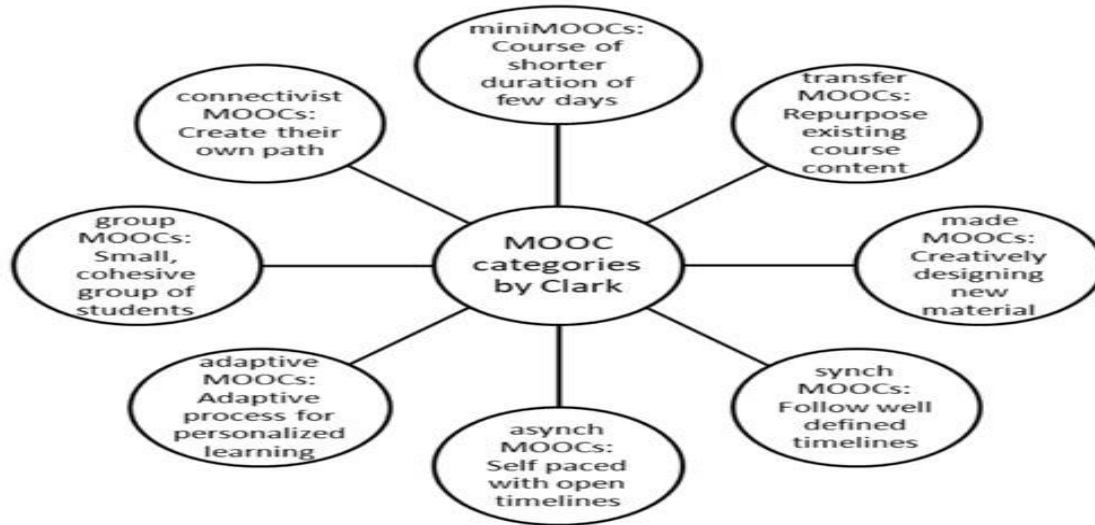 miniMOOCs:
Course of
shorter
duration of
few days
transfer
MOOCs:
Repurpose
existing
course
content
made
MOOCs:
Creatively
designing
new
material
synch
MOOCs:
Follow well
defined
timelines
asynch
MOOCs:
Self paced
with open
timelines
adaptive
MOOCs:
Adaptive
process for
personalized
learning
group
MOOCs:
Small,
cohesive
group of
students
connectivist
MOOCs:
Create their
own path
MOOC
categories
by Clark